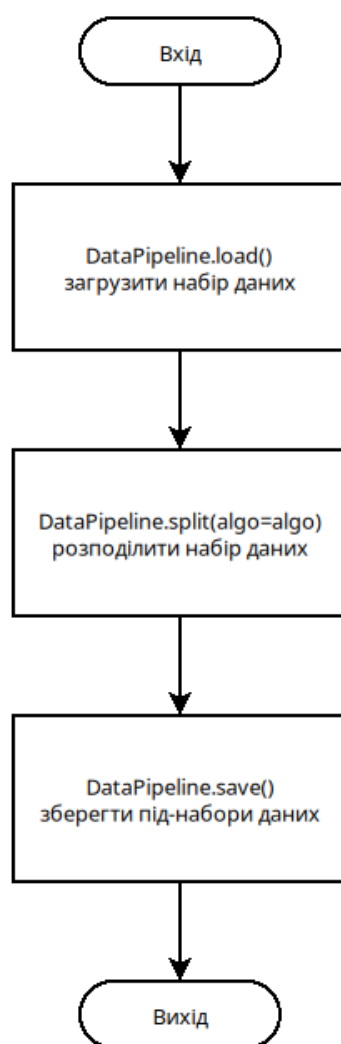 Вхід
DataPipeline.load()
загрузити набір даних
DataPipeline.split(algo=algo)
розподілити набір даних
DataPipeline.save()
зберегти під-набори даних
Вихід